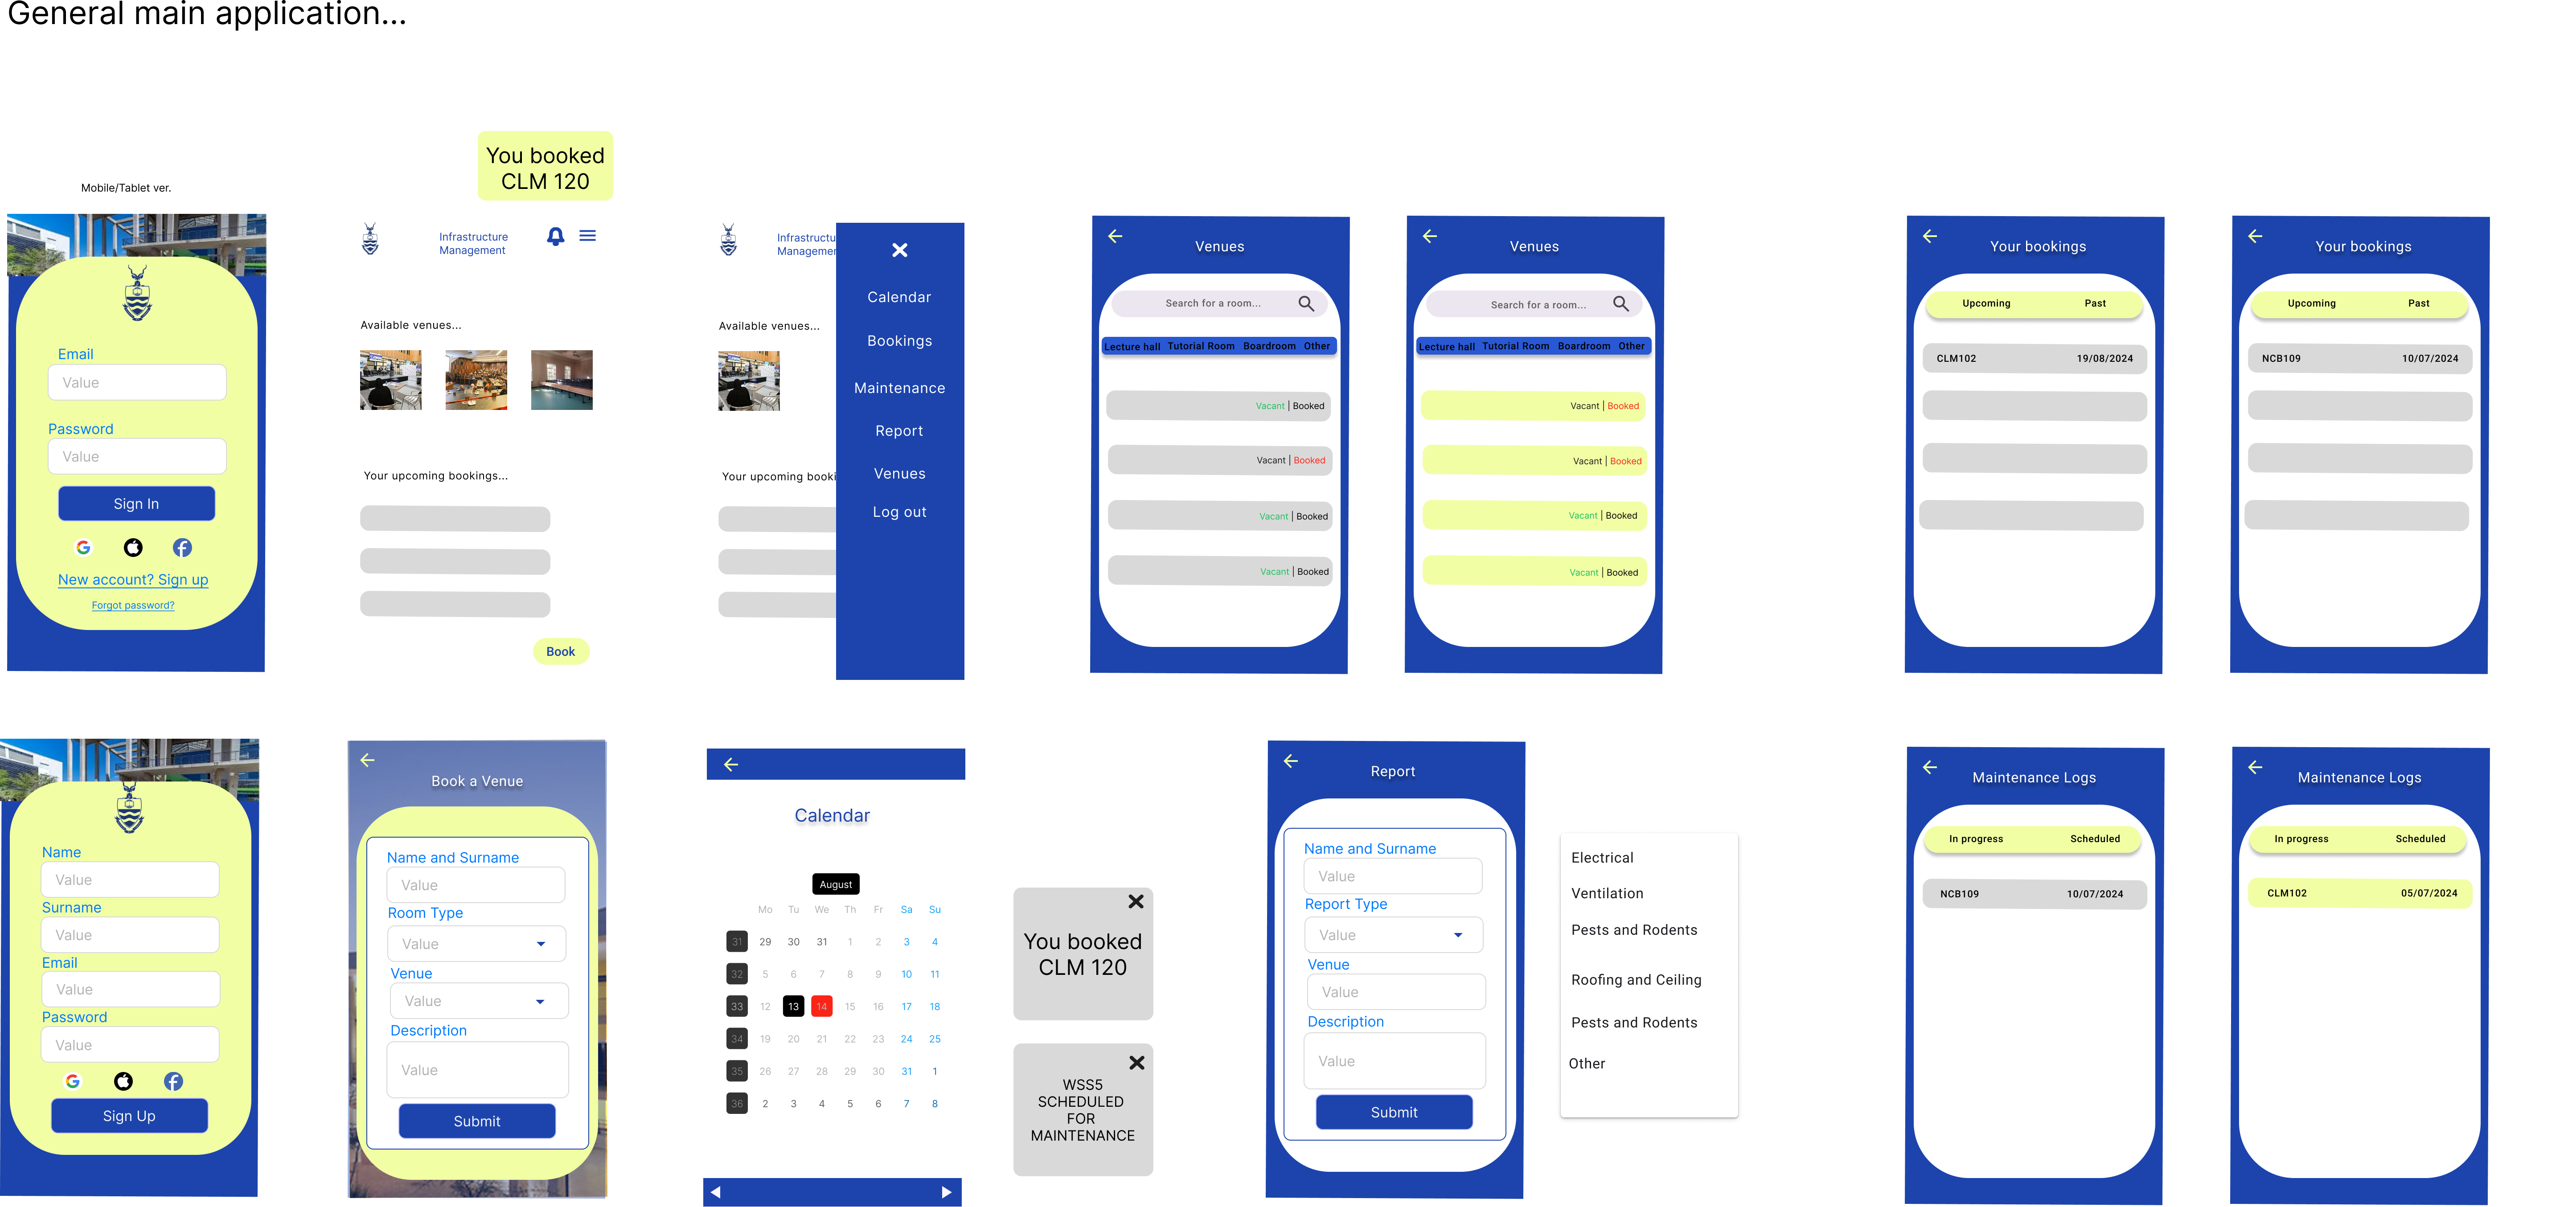 General main application...
Mobile/Tablet ver.
Email
Value
Password
Value
Sign In
New account? Sign up
Forgot password?
You booked
CLM 120
Infrastructure
Management
Available venues...
Your upcoming bookings...
Book
Infrastructu
Managemer
Available venues...
Your upcoming booki
Calendar
Bookings
Maintenance
Report
Venues
Log out
Venues
Search for a room...
Lecture hall Tutorial Room Boardroom Other
Vacant | Booked
Vacant | Booked
Vacant | Booked
Vacant | Booked
Venues
Search for a room...
Lecture hall Tutorial Room Boardroom Other
Vacant | Booked
Vacant | Booked
Vacant | Booked
Vacant | Booked
Your bookings
Upcoming Past
CLM102 19/08/2024
Your bookings
Upcoming Past
NCB109 10/07/2024
Name
Value
Surname
Value
Email
Value
Password
Value
Sign Up
Book a Venue
Name and Surname
Value
Room Type
Value
Venue
Value
Description
Value
Submit
Calendar
August
Mo Tu We Th Fr Sa Su
31 29 30 31 1 2 3 4
32 5 6 7 8 9 10 11
33 12 13 14 15 16 17 18
34 19 20 21 22 23 24 25
35 26 27 28 29 30 31 1
36 2 3 4 5 6 7 8
You booked
CLM 120
WSS5
SCHEDULED
FOR
MAINTENANCE
Report
Name and Surname
Value
Report Type
Value
Venue
Value
Description
Value
Submit
Electrical
Ventilation
Pests and Rodents
Roofing and Ceiling
Pests and Rodents
Other
Maintenance Logs
In progress Scheduled
NCB109 10/07/2024
Maintenance Logs
In progress Scheduled
CLM102 05/07/2024